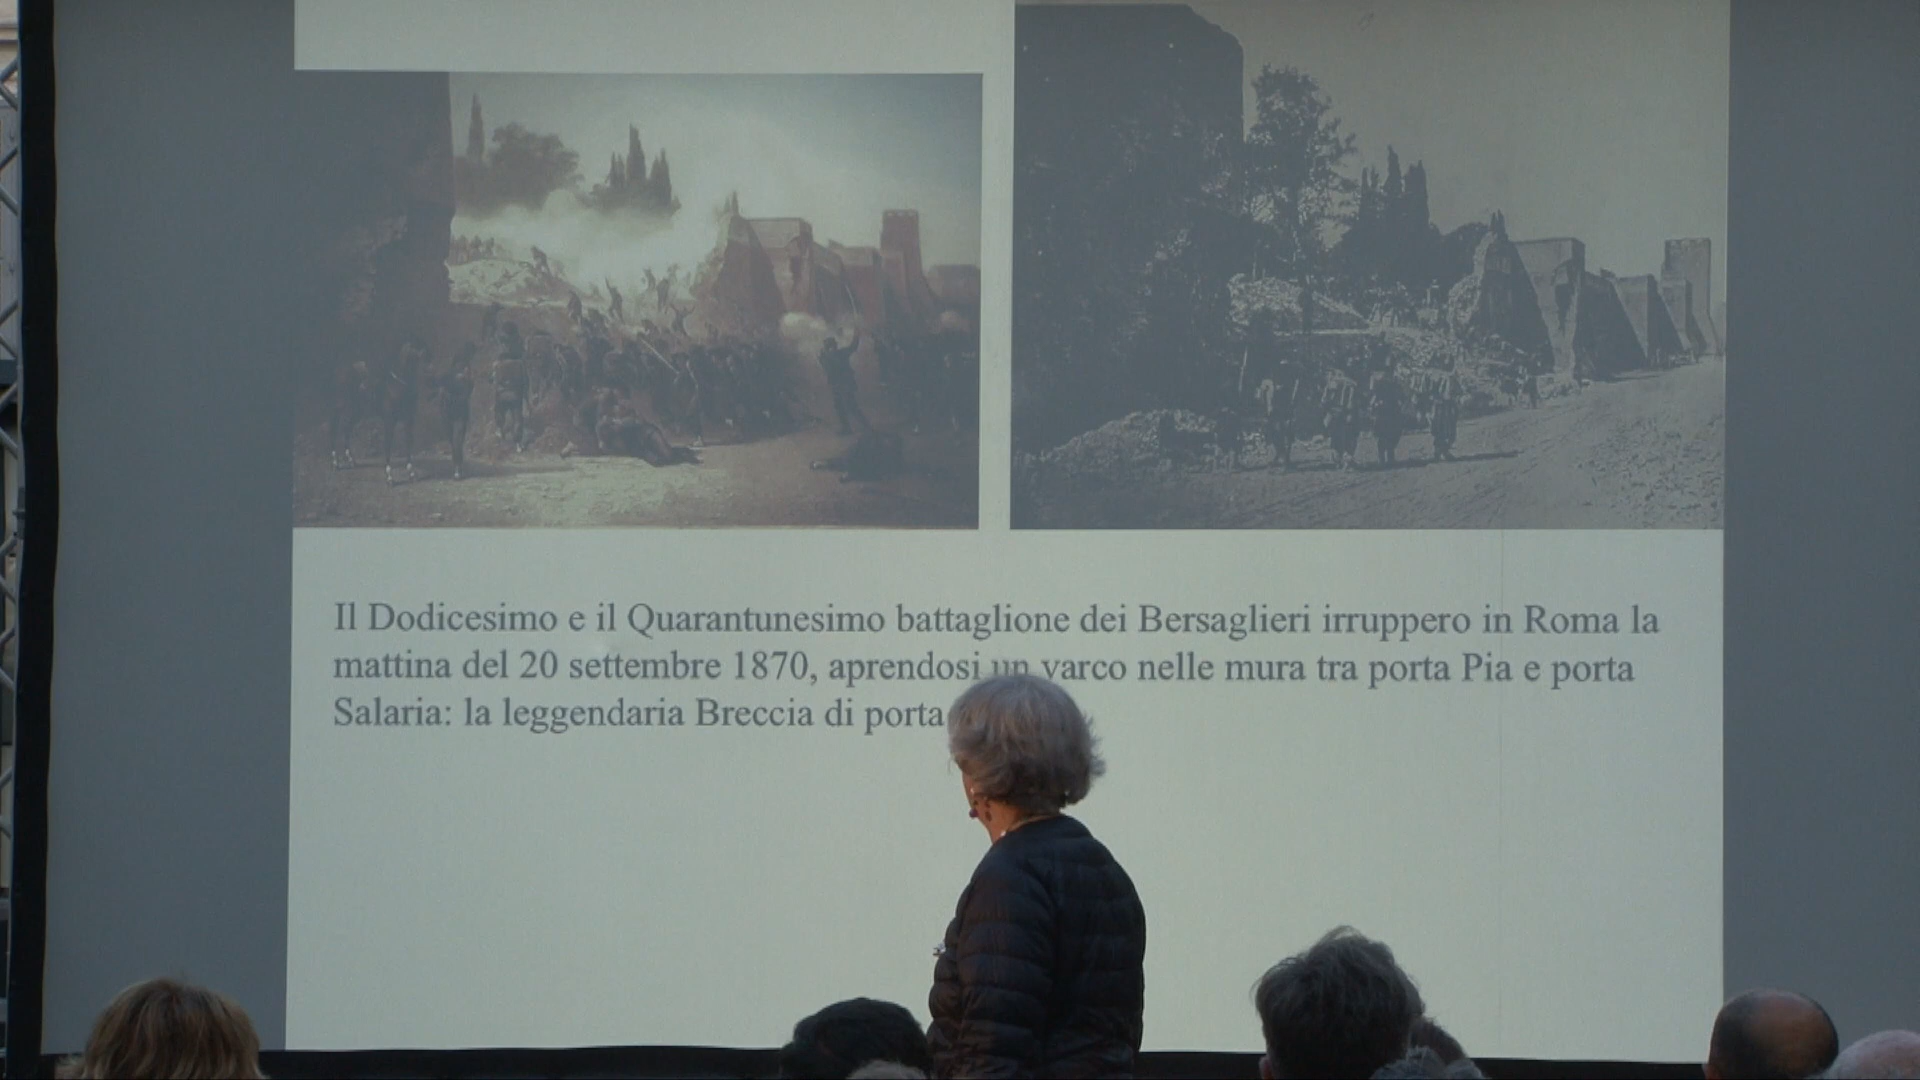 Il Dodicesimo e il Quarantunesimo battaglione dei Bersaglieri irruppero in Roma la
mattina del 20 settembre 1870, aprendosi un varco nelle mura tra porta Pia e porta
Salaria: la leggendaria Breccia di porta